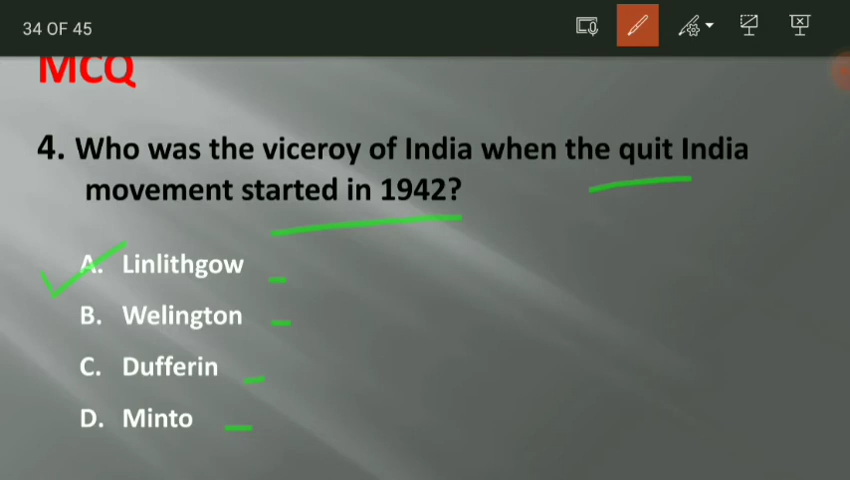 34 OF 45
MCQ
4. Who was the viceroy of India when the quit India
movement started in 1942?
A. Linlithgow
B. Welington
C. Dufferin
D. Minto